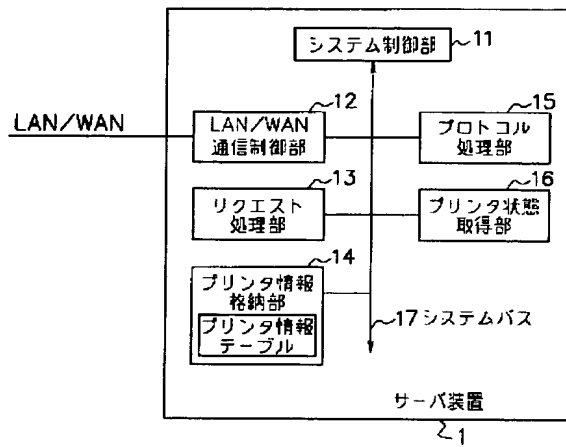 システム制御部
11
LAN/WAN
12
LAN/WAN
通信制御部
15
プロトコル
処理部
13
リクエスト
処理部
16
プリンタ状態
取得部
14
プリンタ情報
格納部
プリンタ情報
テーブル
17システムバス
サーバ装置
1